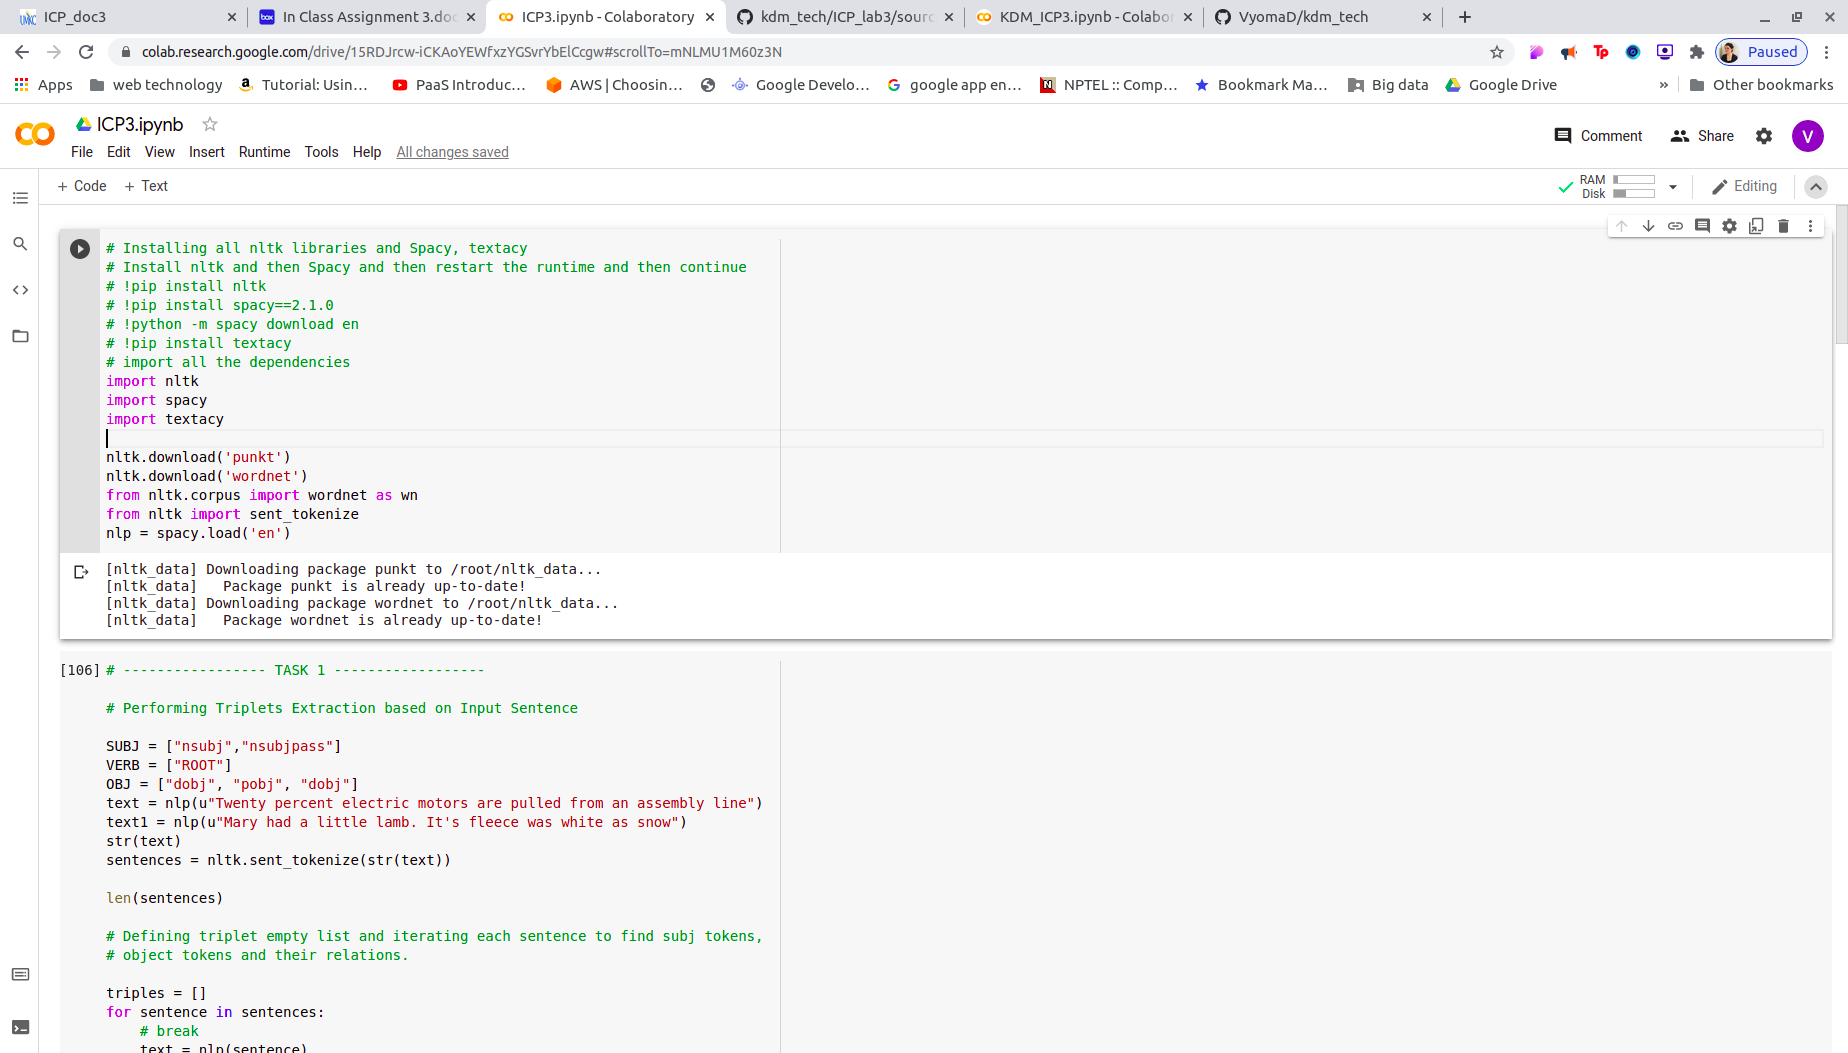 ICP_doc3
In Class Assignment 3.doc
ICP3.ipynb - Colaboratory
kdm_tech/ICP_lab3/sourc
KDM_ICP3.ipynb - Colabor
VyomaD/kdm_tech
colab.research.google.com/drive/15RDJrcw-iCKAoYEWfxzYGSvrYbElCcgw#scrollTo=mNLMU1M60z3N
Paused
Apps
web technology
Tutorial: Usin...
PaaS Introduc...
AWS | Choosin...
Google Develo...
google app en...
NPTEL :: Comp...
Bookmark Ma...
Big data
Google Drive
»
Other bookmarks
ICP3.ipynb
File Edit View Insert Runtime Tools Help All changes saved
Comment
Share
V
+ Code + Text
RAM
Disk
Editing
# Installing all nltk libraries and Spacy, textacy
# Install nltk and then Spacy and then restart the runtime and then continue
# !pip install nltk
# !pip install spacy==2.1.0
# !python -m spacy download en
# !pip install textacy
# import all the dependencies
import nltk
import spacy
import textacy
nltk.download('punkt')
nltk.download('wordnet')
from nltk.corpus import wordnet as wn
from nltk import sent_tokenize
nlp = spacy.load('en')
[nltk_data] Downloading package punkt to /root/nltk_data...
[nltk_data]   Package punkt is already up-to-date!
[nltk_data] Downloading package wordnet to /root/nltk_data...
[nltk_data]   Package wordnet is already up-to-date!
[106] # ----------------- TASK 1 ------------------
# Performing Triplets Extraction based on Input Sentence
SUBJ = ["nsubj","nsubjpass"]
VERB = ["ROOT"]
OBJ = ["dobj", "pobj", "dobj"]
text = nlp(u"Twenty percent electric motors are pulled from an assembly line")
text1 = nlp(u"Mary had a little lamb. It's fleece was white as snow")
str(text)
sentences = nltk.sent_tokenize(str(text))
len(sentences)
# Defining triplet empty list and iterating each sentence to find subj tokens,
# object tokens and their relations.
triples = []
for sentence in sentences:
    # break
    text = nlp(sentence)